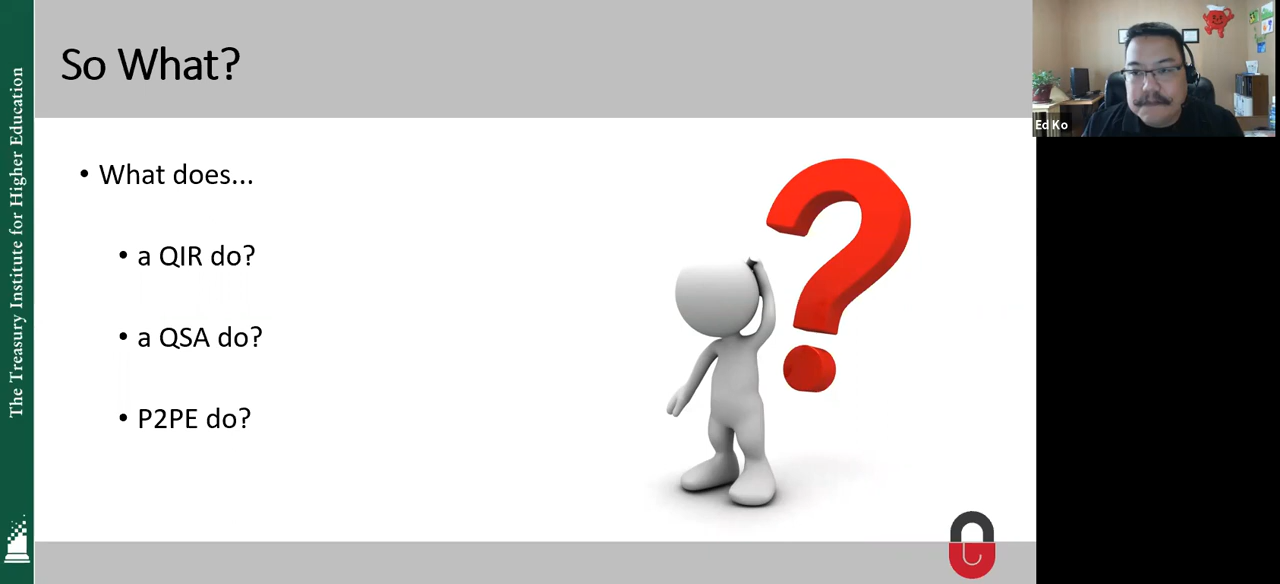 So What?
The Treasury Institute for Higher Education
• What does...
• a QIR do?
• a QSA do?
• P2PE do?
Ed Ko